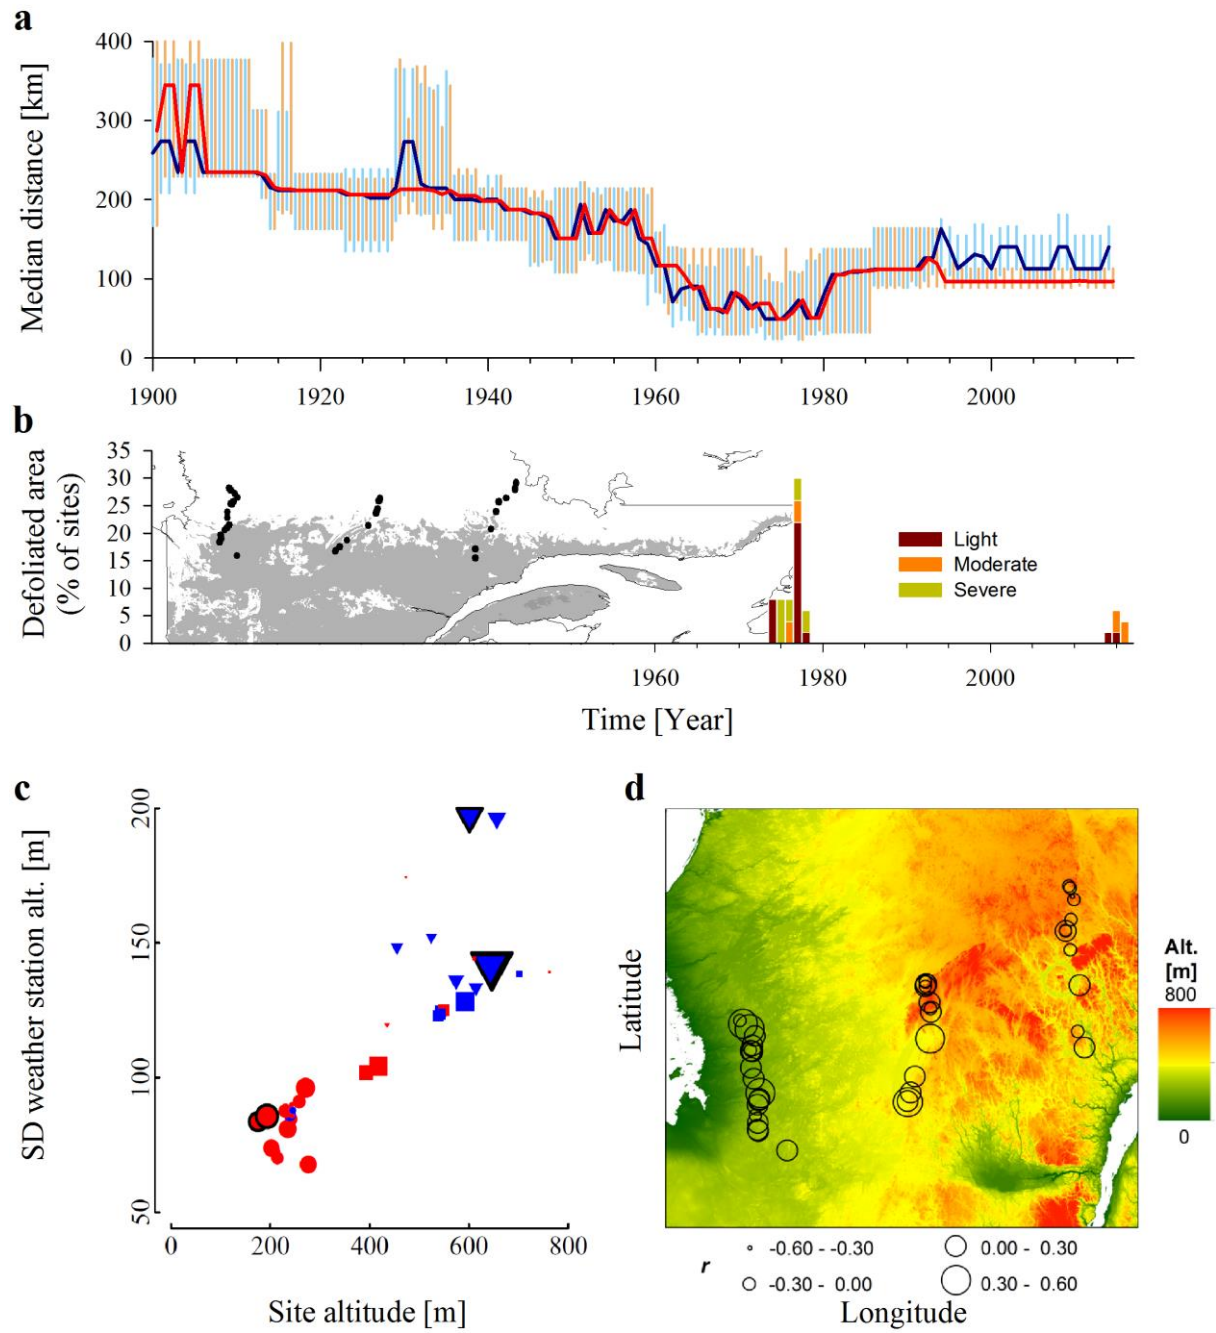 a
Median distance [km]
400
300
200
100
0
1900
1920
1940
1960
1980
2000
b
Defoliated area
(% of sites)
35
30
25
20
15
10
5
0
Light
Moderate
Severe
1960
1980
2000
Time [Year]
c
SD weather station alt. [m]
200
150
100
50
0
200
400
600
800
Site altitude [m]
d
Latitude
Alt.
[m]
800
0
r
-0.60 - -0.30
0.00 - 0.30
-0.30 - 0.00
0.30 - 0.60
Longitude